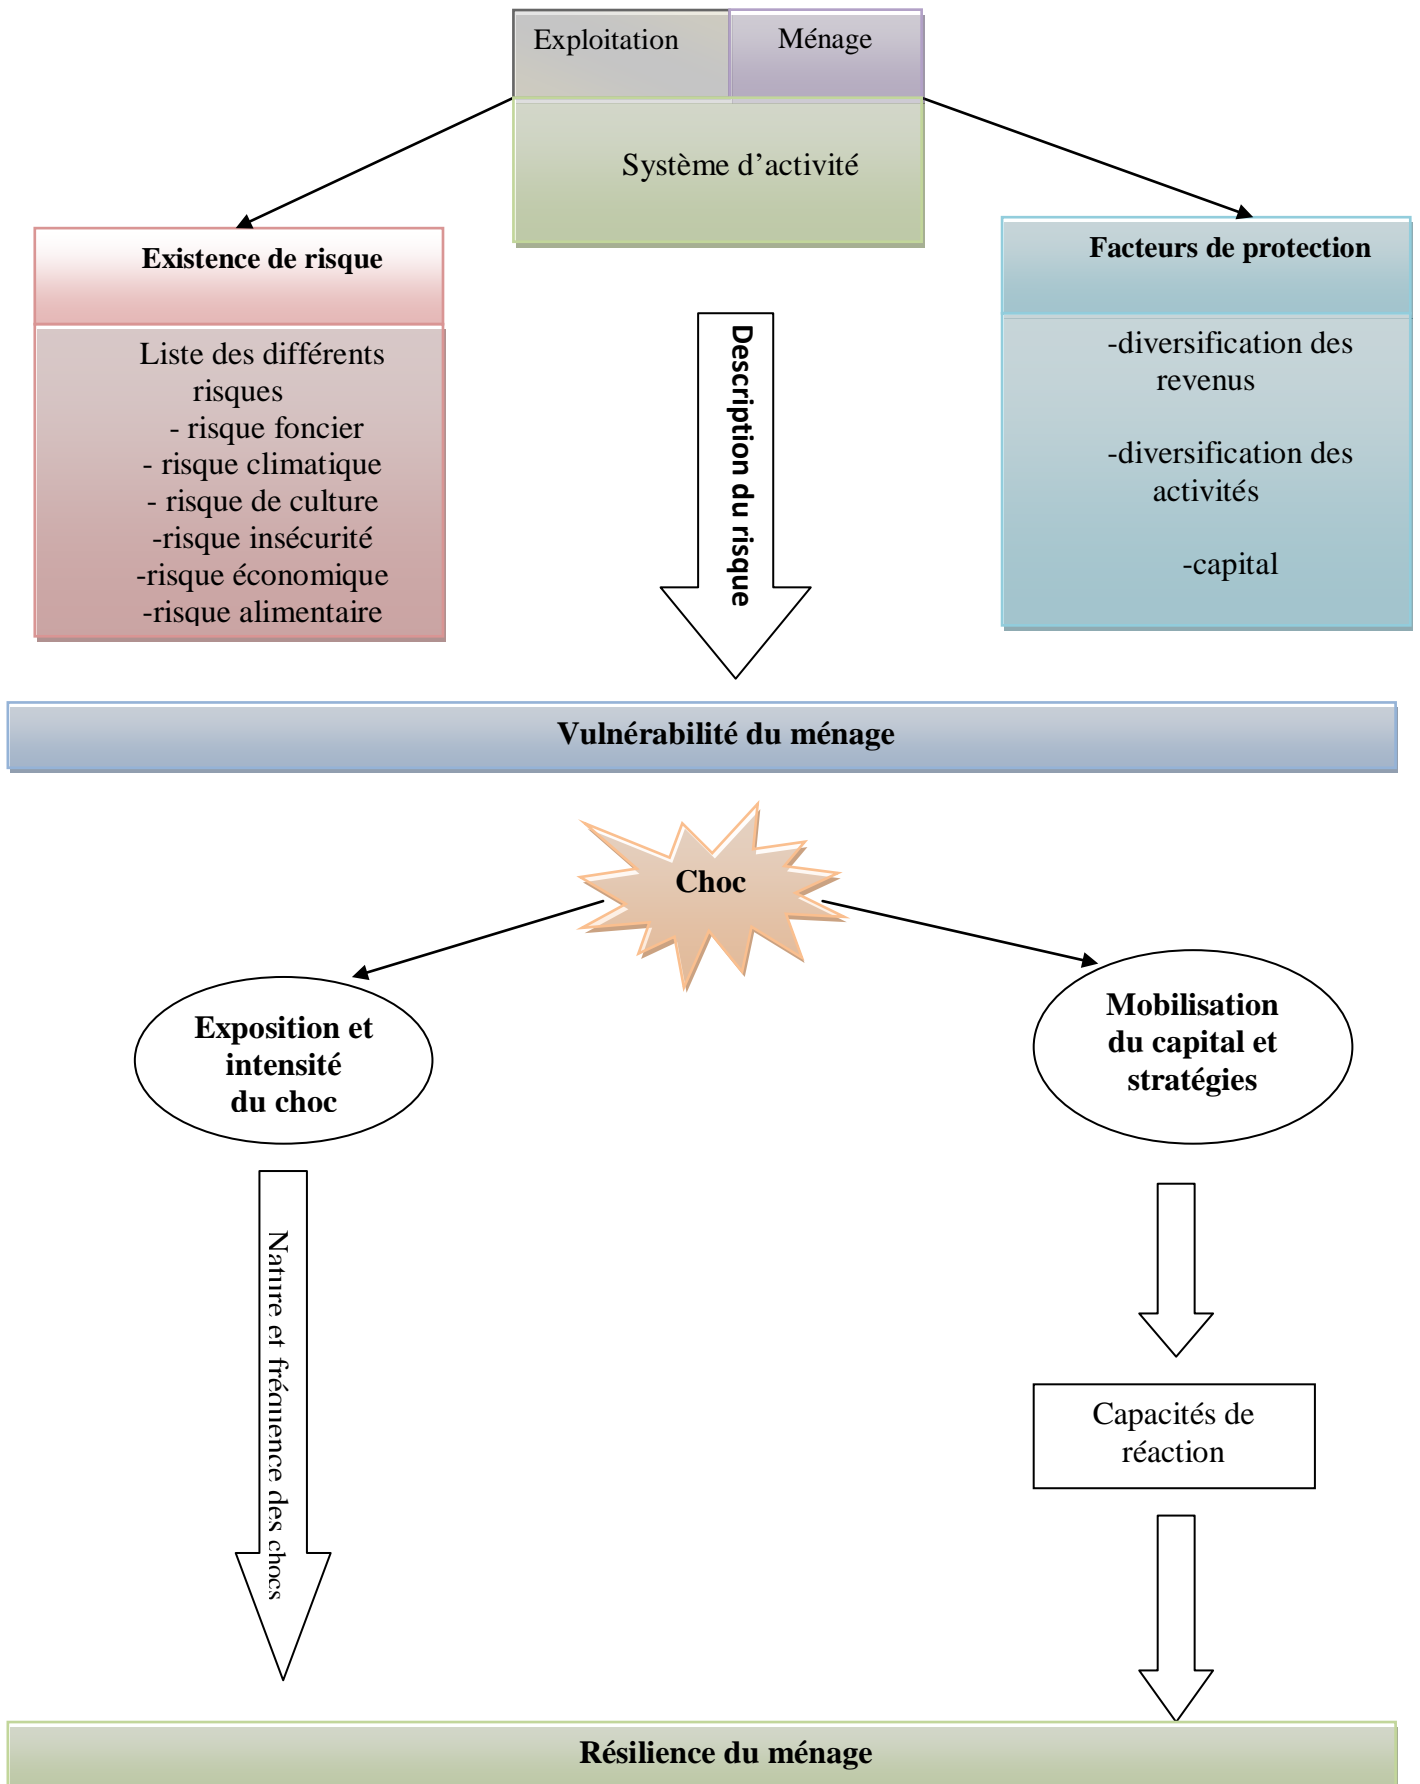 Exploitation
Ménage
Système d’activité
Existence de risque
Liste des différents
risques
- risque foncier
- risque climatique
- risque de culture
-risque insécurité
-risque économique
-risque alimentaire
Description du risque
Facteurs de protection
-diversification des
revenus
-diversification des
activités
-capital
Vulnérabilité du ménage
Choc
Exposition et
intensité
du choc
Mobilisation
du capital et
stratégies
Nature et fréquence des chocs
Capacités de
réaction
Résilience du ménage